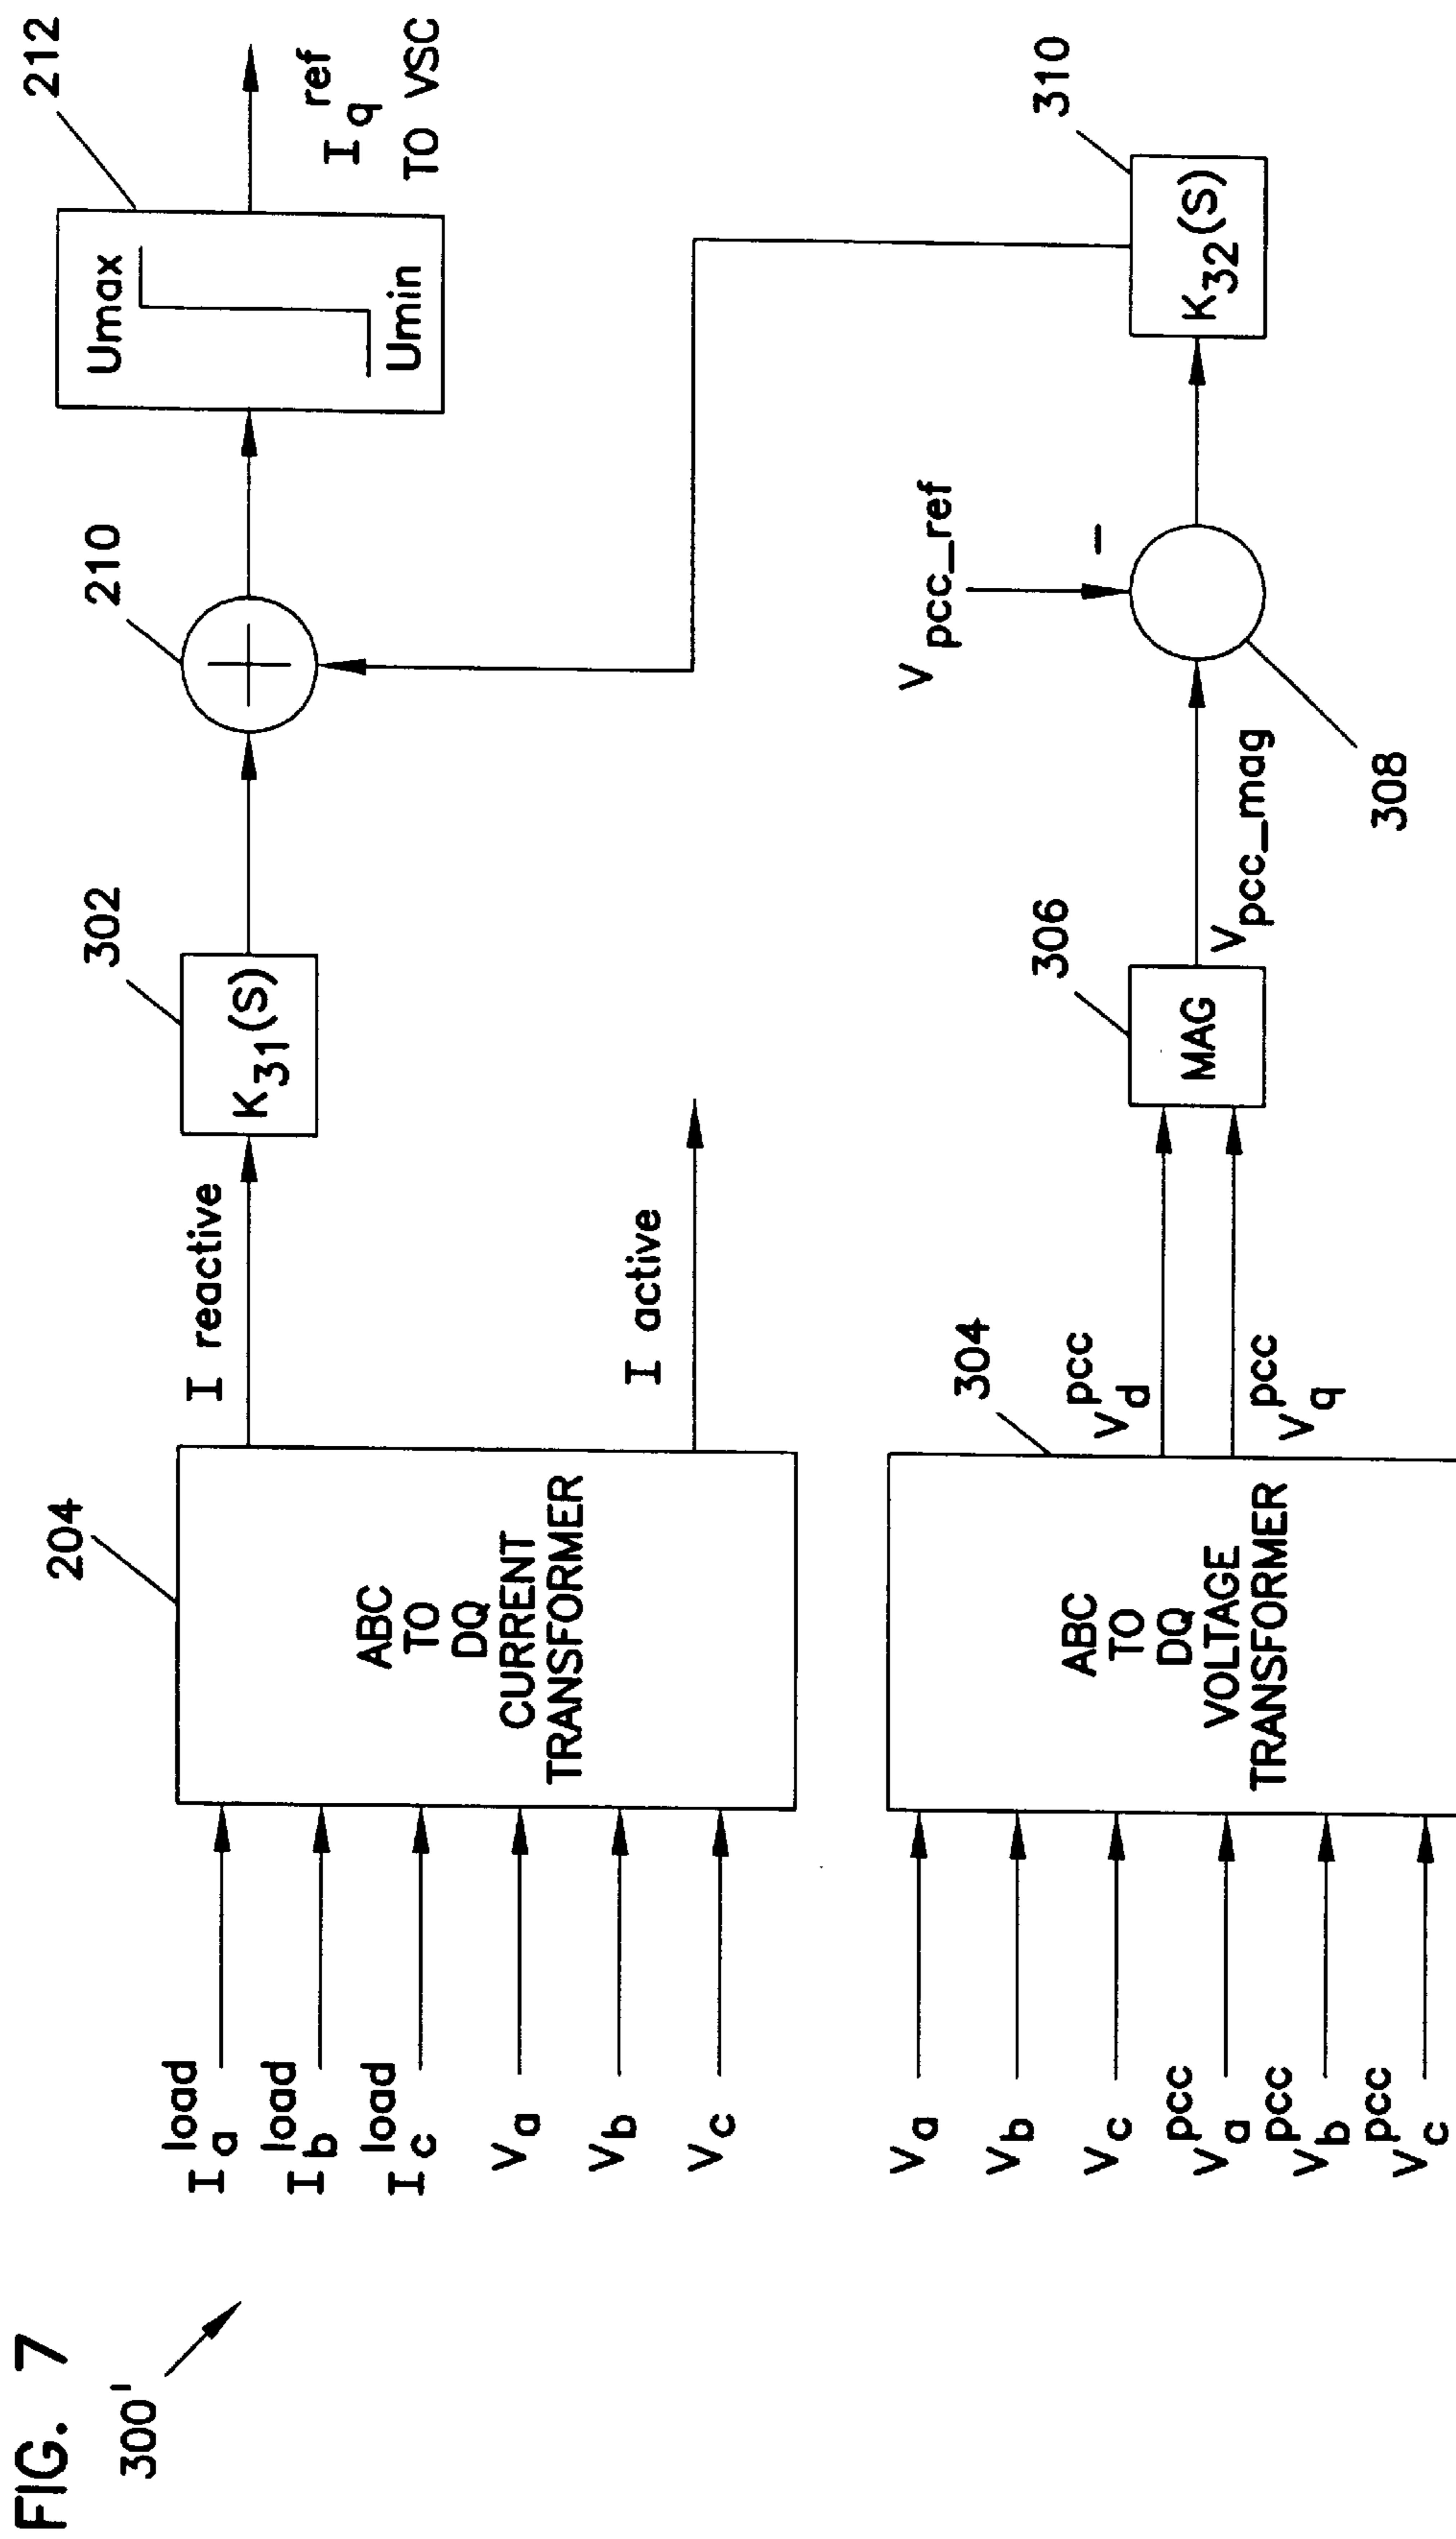 FIG. 7
300'
I_a^load
I_b^load
I_c^load
V_a
V_b
V_c
204
ABC
TO
DQ
CURRENT
TRANSFORMER
I reactive
I active
302
K_31(S)
210
212
Umax
Umin
I_q^ref
TO VSC
V_a
V_b
V_c
V_a^pcc
V_b^pcc
V_c^pcc
304
ABC
TO
DQ
VOLTAGE
TRANSFORMER
V_d^pcc
V_q^pcc
306
MAG
V_pcc_mag
V_pcc_ref
–
308
310
K_32(S)